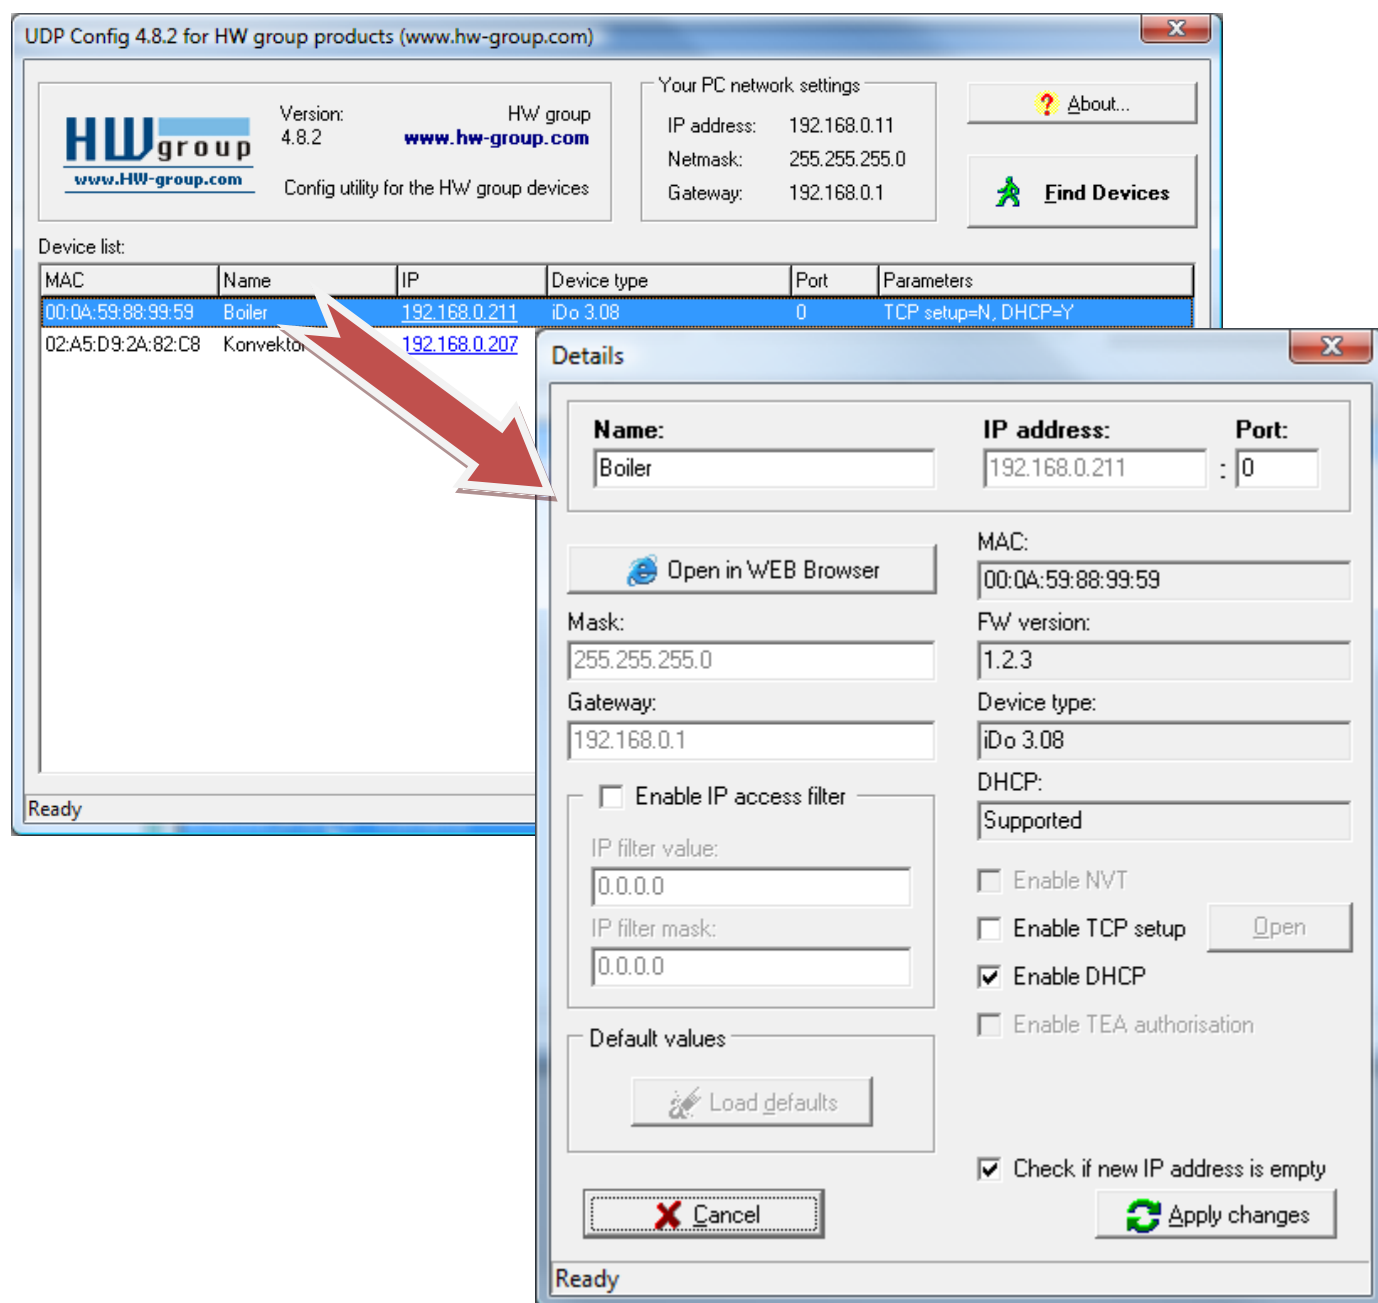 UDP Config 4.8.2 for HW group products (www.hw-group.com)
HW group
www.HW-group.com
Version:
4.8.2
HW group
www.hw-group.com
Config utility for the HW group devices
Your PC network settings
IP address: 192.168.0.11
Netmask: 255.255.255.0
Gateway: 192.168.0.1
About...
Find Devices
Device list:
MAC Name IP Device type Port Parameters
00:0A:59:88:99:59 Boiler 192.168.0.211 iDo 3.08 0 TCP setup=N, DHCP=Y
02:A5:D9:2A:82:C8 Konvektor 192.168.0.207
Ready
Details
Name: IP address: Port:
Boiler 192.168.0.211 : 0
Open in WEB Browser
Mask:
255.255.255.0
Gateway:
192.168.0.1
Enable IP access filter
IP filter value:
0.0.0.0
IP filter mask:
0.0.0.0
Default values
Load defaults
Cancel
MAC:
00:0A:59:88:99:59
FW version:
1.2.3
Device type:
iDo 3.08
DHCP:
Supported
Enable NVT
Enable TCP setup Open
Enable DHCP
Enable TEA authorisation
Check if new IP address is empty
Apply changes
Ready